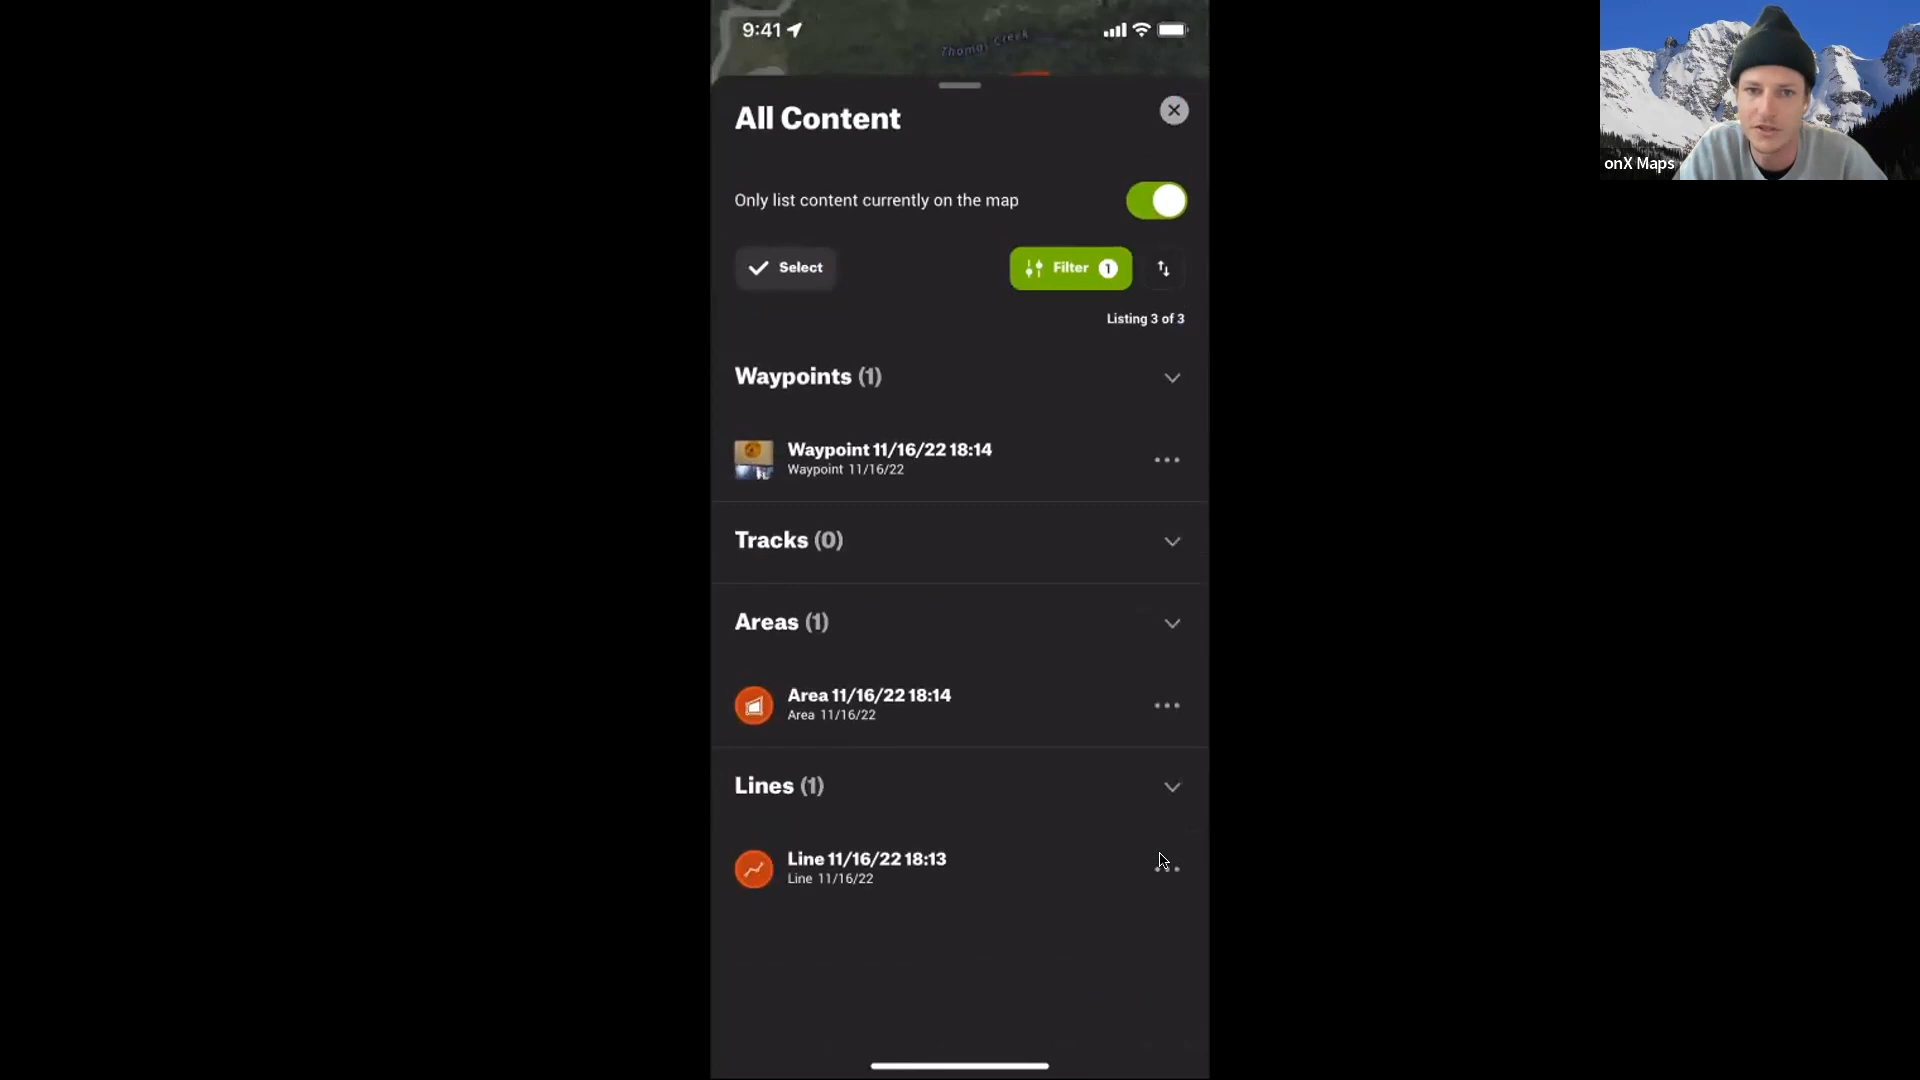 9:41
Thomas Creek
All Content
Only list content currently on the map
Select
Filter 1
Listing 3 of 3
Waypoints (1)
Waypoint 11/16/22 18:14
Waypoint 11/16/22
Tracks (0)
Areas (1)
Area 11/16/22 18:14
Area 11/16/22
Lines (1)
Line 11/16/22 18:13
Line 11/16/22
onX Maps